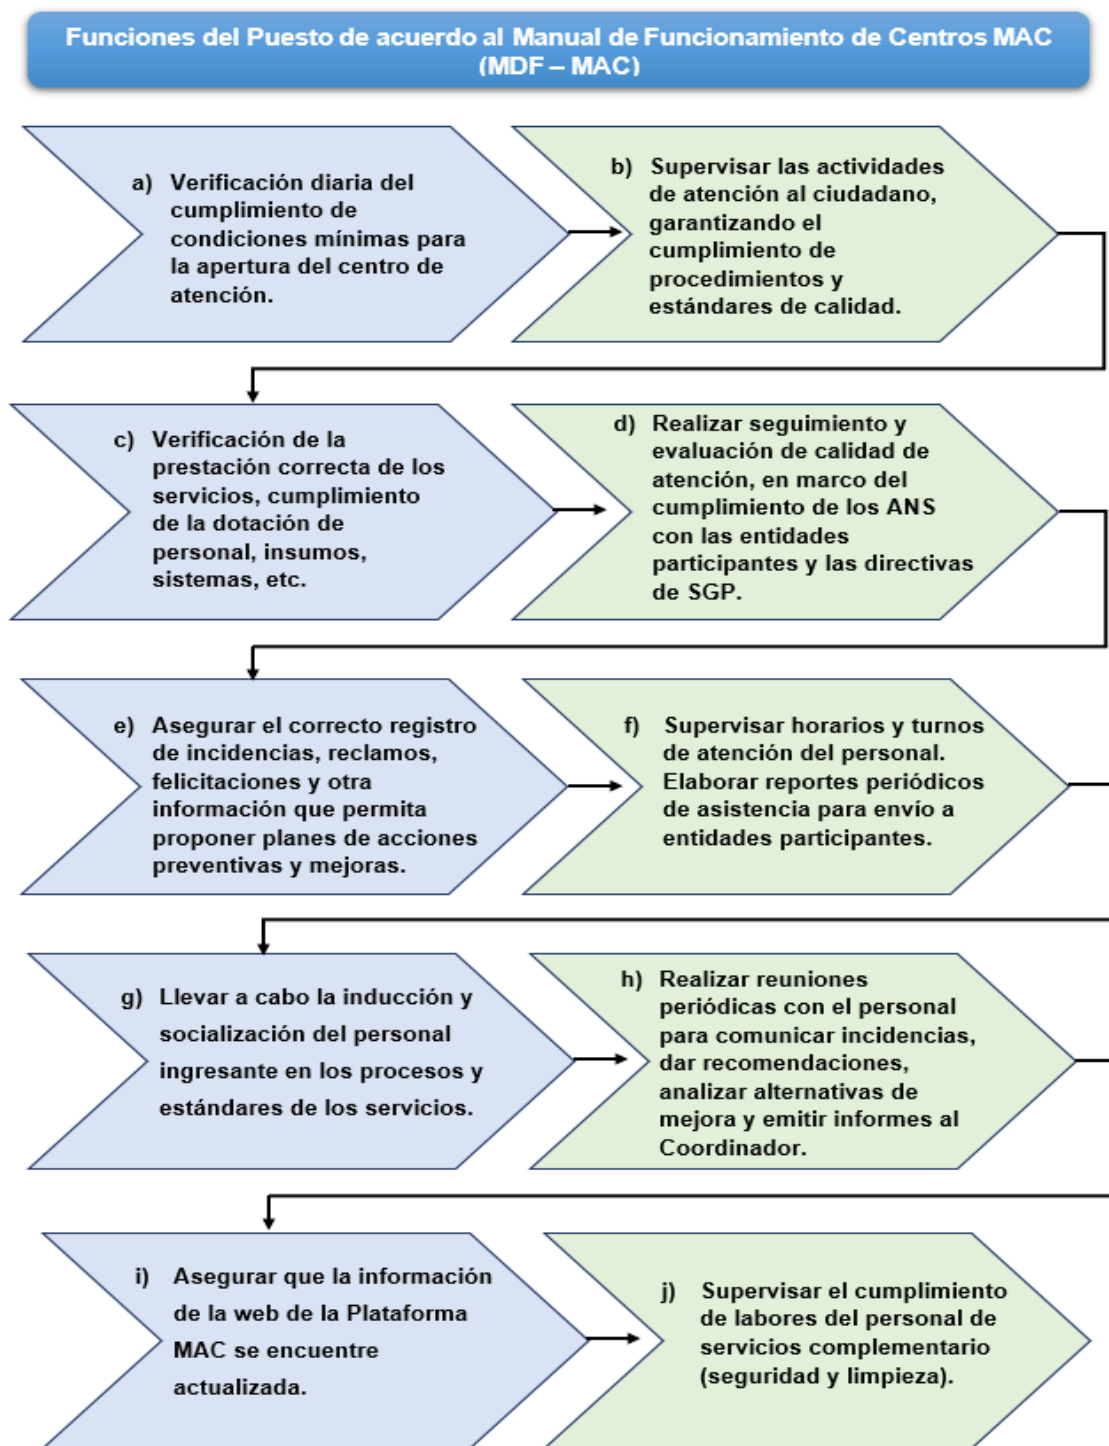 Funciones del Puesto de acuerdo al Manual de Funcionamiento de Centros MAC
(MDF – MAC)
a) Verificación diaria del
cumplimiento de
condiciones mínimas para
la apertura del centro de
atención.
b) Supervisar las actividades
de atención al ciudadano,
garantizando el
cumplimiento de
procedimientos y
estándares de calidad.
c) Verificación de la
prestación correcta de los
servicios, cumplimiento
de la dotación de
personal, insumos,
sistemas, etc.
d) Realizar seguimiento y
evaluación de calidad de
atención, en marco del
cumplimiento de los ANS
con las entidades
participantes y las directivas
de SGP.
e) Asegurar el correcto registro
de incidencias, reclamos,
felicitaciones y otra
información que permita
proponer planes de acciones
preventivas y mejoras.
f) Supervisar horarios y turnos
de atención del personal.
Elaborar reportes periódicos
de asistencia para envío a
entidades participantes.
g) Llevar a cabo la inducción y
socialización del personal
ingresante en los procesos y
estándares de los servicios.
h) Realizar reuniones
periódicas con el personal
para comunicar incidencias,
dar recomendaciones,
analizar alternativas de
mejora y emitir informes al
Coordinador.
i) Asegurar que la información
de la web de la Plataforma
MAC se encuentre
actualizada.
j) Supervisar el cumplimiento
de labores del personal de
servicios complementario
(seguridad y limpieza).